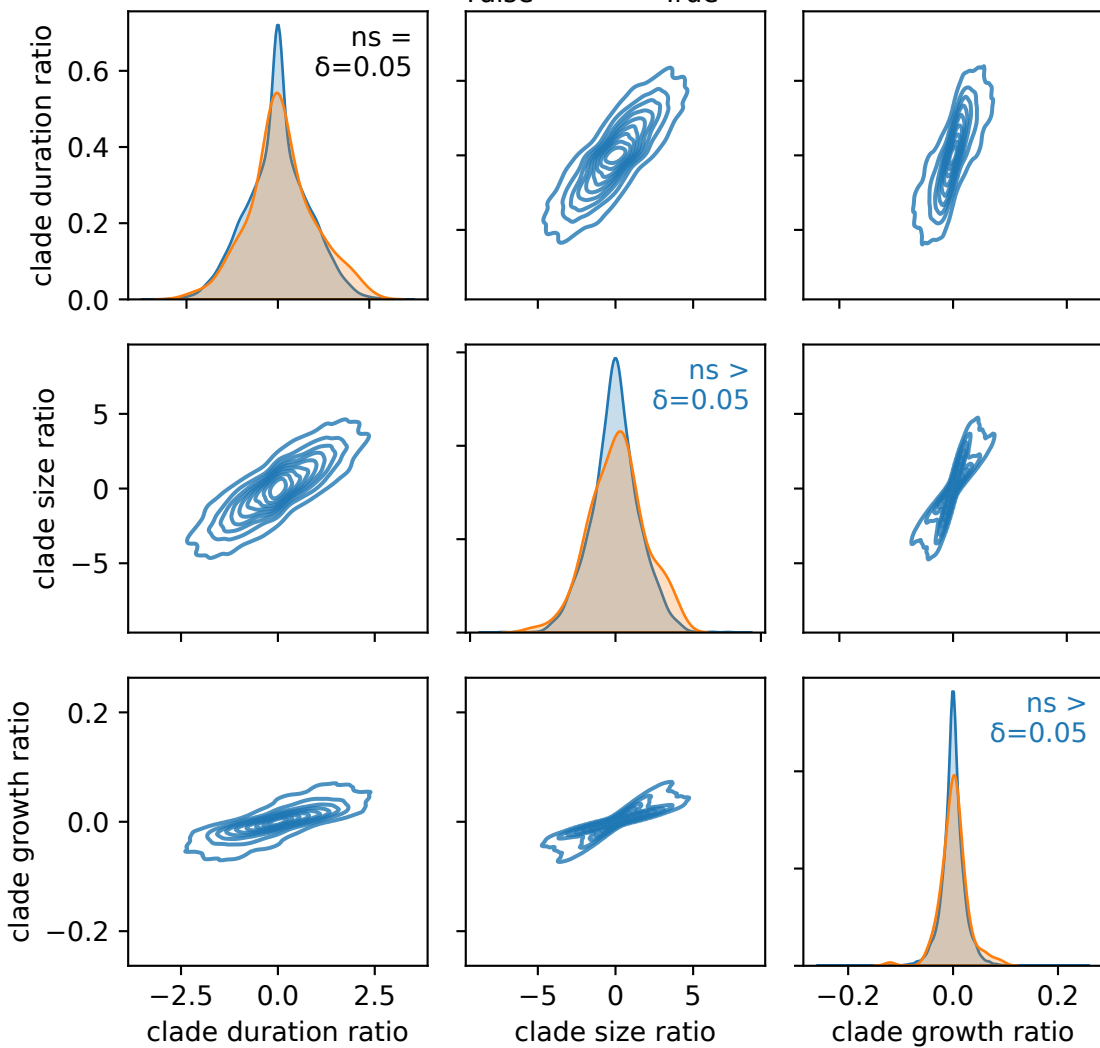 clade duration ratio
0.6
0.4
0.2
0.0
ns =
δ=0.05
clade size ratio
5
0
−5
ns >
δ=0.05
clade growth ratio
0.2
0.0
−0.2
ns >
δ=0.05
−2.5 0.0 2.5
clade duration ratio
−5 0 5
clade size ratio
−0.2 0.0 0.2
clade growth ratio